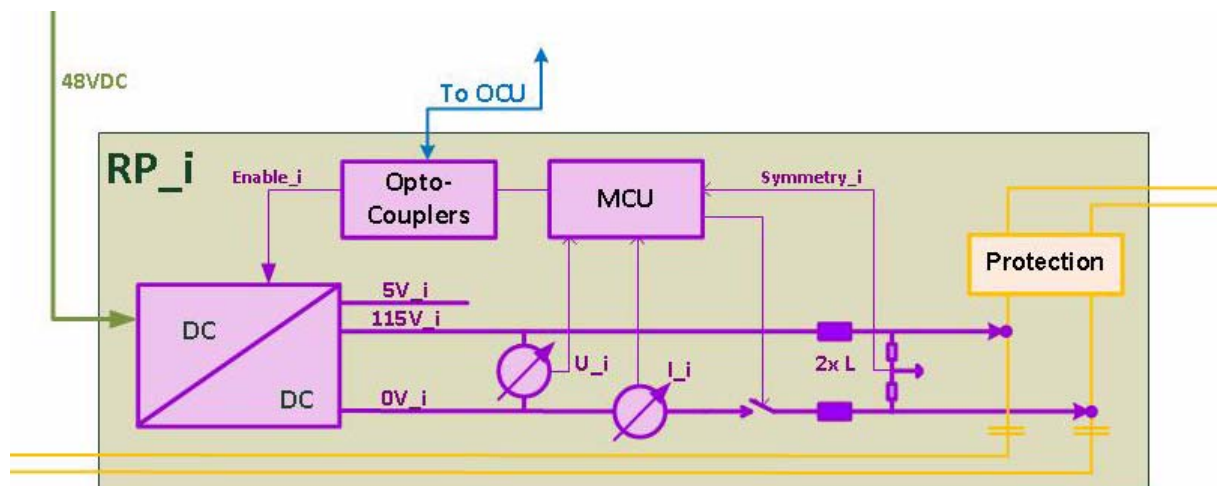 48VDC
To OCU
RP_i
Enable_i
Opto-
Couplers
MCU
Symmetry_i
Protection
DC
DC
5V_i
115V_i
0V_i
U_i
I_i
2x L